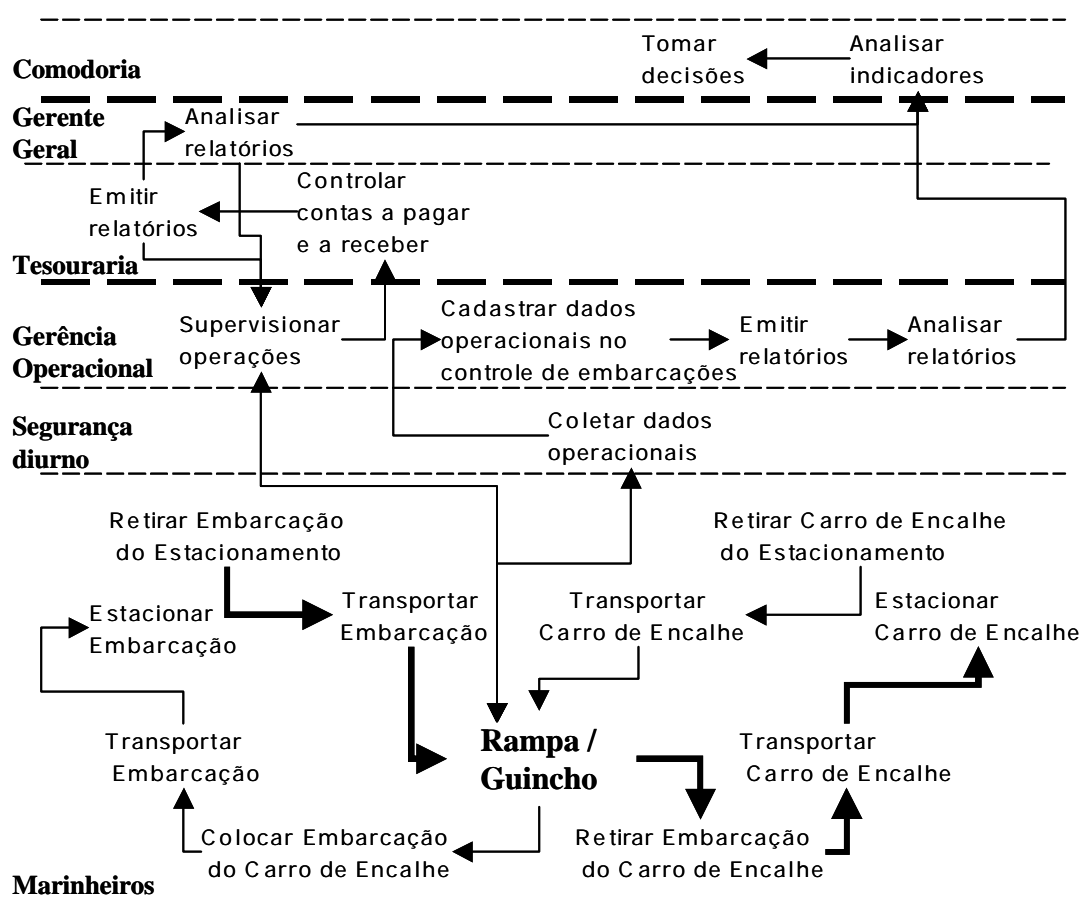 Tomar
decisões
Analisar
indicadores
Comodoria
Gerente
Geral
Analisar
relatórios
Emitir
relatórios
Controlar
contas a pagar
e a receber
Tesouraria
Gerência
Operacional
Supervisionar
operações
Cadastrar dados
operacionais no
controle de embarcações
Emitir
relatórios
Analisar
relatórios
Segurança
diurno
Coletar dados
operacionais
Retirar Embarcação
do Estacionamento
Retirar Carro de Encalhe
do Estacionamento
Estacionar
Embarcação
Transportar
Embarcação
Transportar
Carro de Encalhe
Estacionar
Carro de Encalhe
Transportar
Embarcação
Rampa /
Guincho
Transportar
Carro de Encalhe
Colocar Embarcação
do Carro de Encalhe
Retirar Embarcação
do Carro de Encalhe
Marinheiros